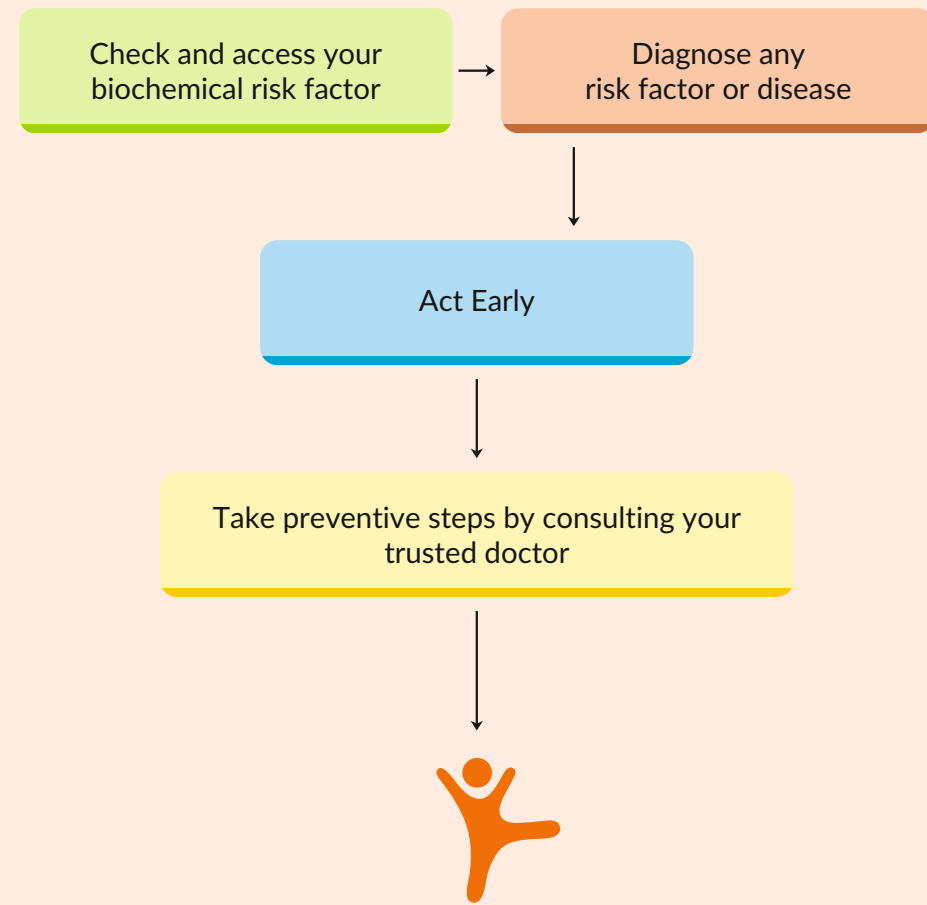 Check and access your
biochemical risk factor
Diagnose any
risk factor or disease
Act Early
Take preventive steps by consulting your
trusted doctor